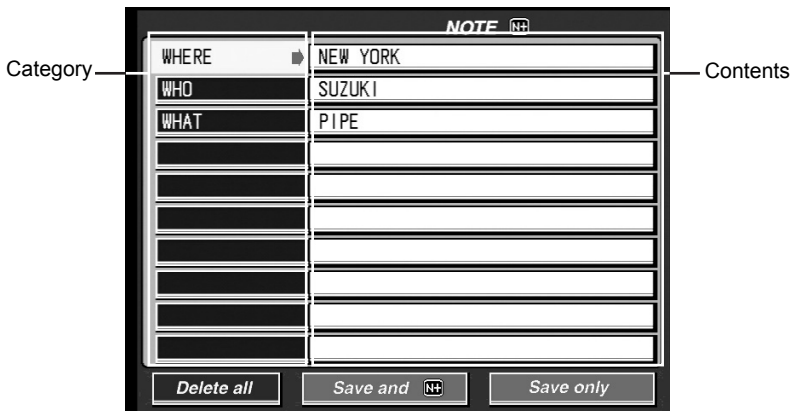 NOTE N+
Category
Contents
WHERE NEW YORK
WHO SUZUKI
WHAT PIPE
Delete all Save and N+ Save only